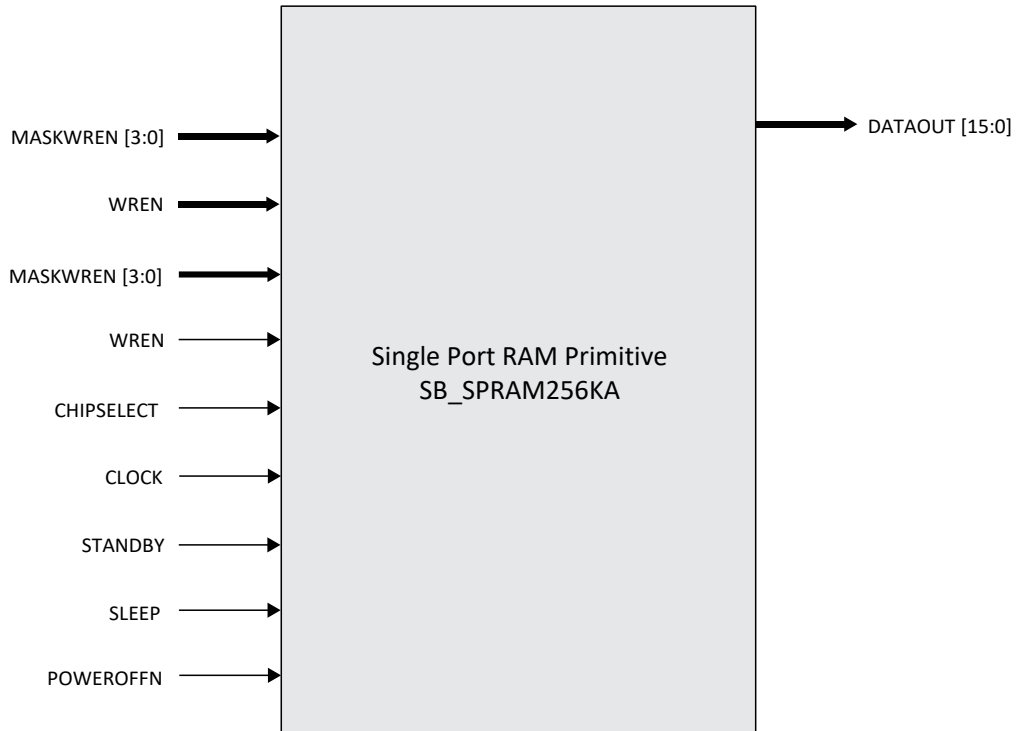 MASKWREN [3:0]
DATAOUT [15:0]
WREN
MASKWREN [3:0]
WREN
Single Port RAM Primitive
SB_SPRAM256KA
CHIPSELECT
CLOCK
STANDBY
SLEEP
POWEROFFN